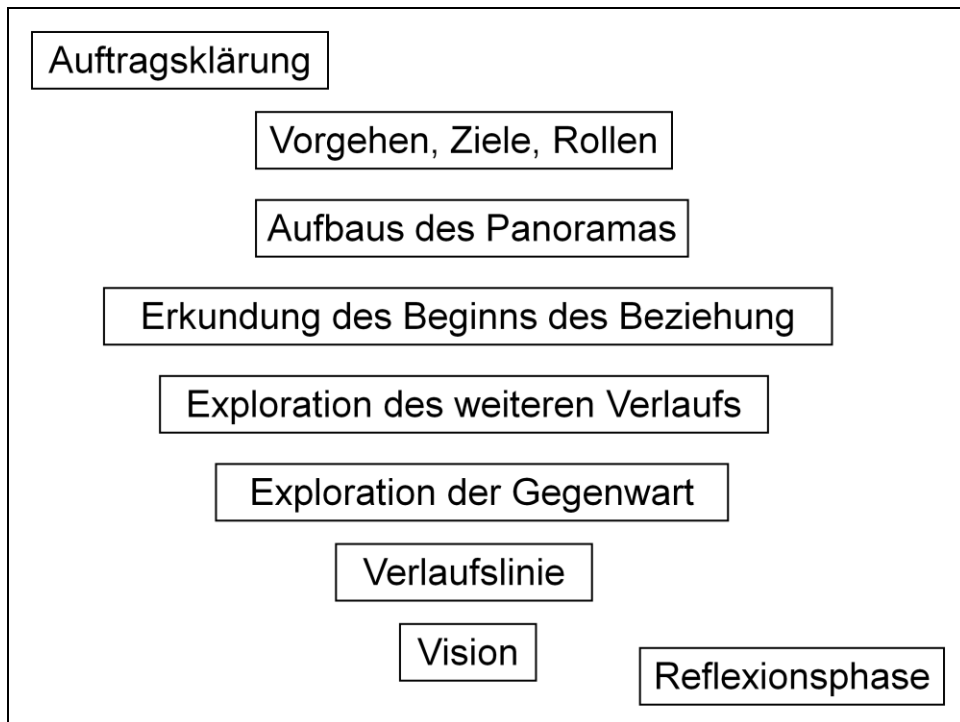 Auftragsklärung
Vorgehen, Ziele, Rollen
Aufbaus des Panoramas
Erkundung des Beginns des Beziehung
Exploration des weiteren Verlaufs
Exploration der Gegenwart
Verlaufslinie
Vision
Reflexionsphase